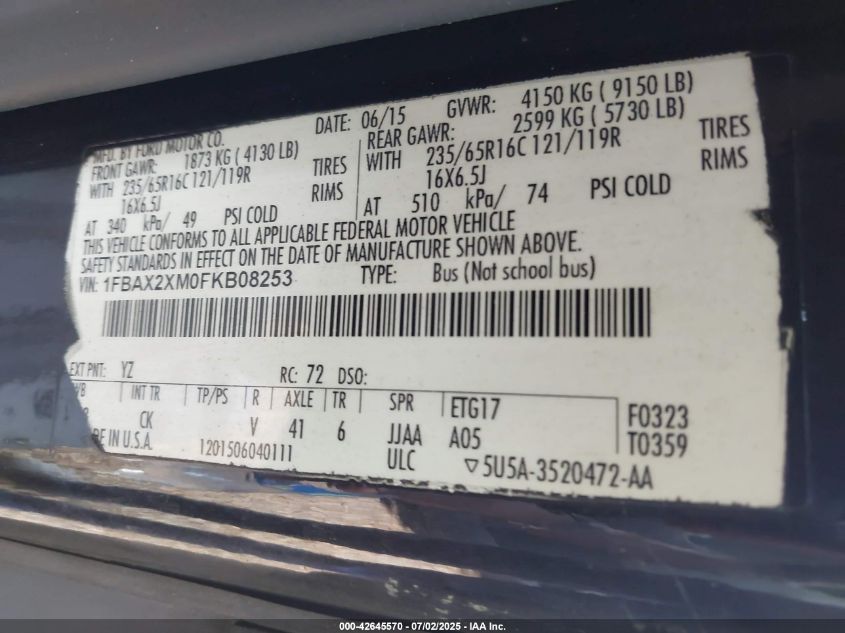 MFD. BY FORD MOTOR CO. DATE: 06/15 GVWR: 4150 KG ( 9150 LB)
FRONT GAWR: 1873 KG ( 4130 LB) REAR GAWR: 2599 KG ( 5730 LB)
WITH 235/65R16C 121/119R TIRES WITH 235/65R16C 121/119R TIRES
16X6.5J RIMS 16X6.5J RIMS
AT 340 kPa/ 49 PSI COLD AT 510 kPa/ 74 PSI COLD
THIS VEHICLE CONFORMS TO ALL APPLICABLE FEDERAL MOTOR VEHICLE
SAFETY STANDARDS IN EFFECT ON THE DATE OF MANUFACTURE SHOWN ABOVE.
VIN: 1FBAX2XM0FKB08253 TYPE: Bus (Not school bus)
EXT PNT: YZ RC: 72 DSO:
WB INT TR TP/PS R AXLE TR SPR ETG17 F0323
CK V 41 6 JJAA A05 T0359
DE IN U.S.A. 1201506040111 ULC ▽5U5A-3520472-AA
000-42645570 - 07/02/2025 - IAA Inc.